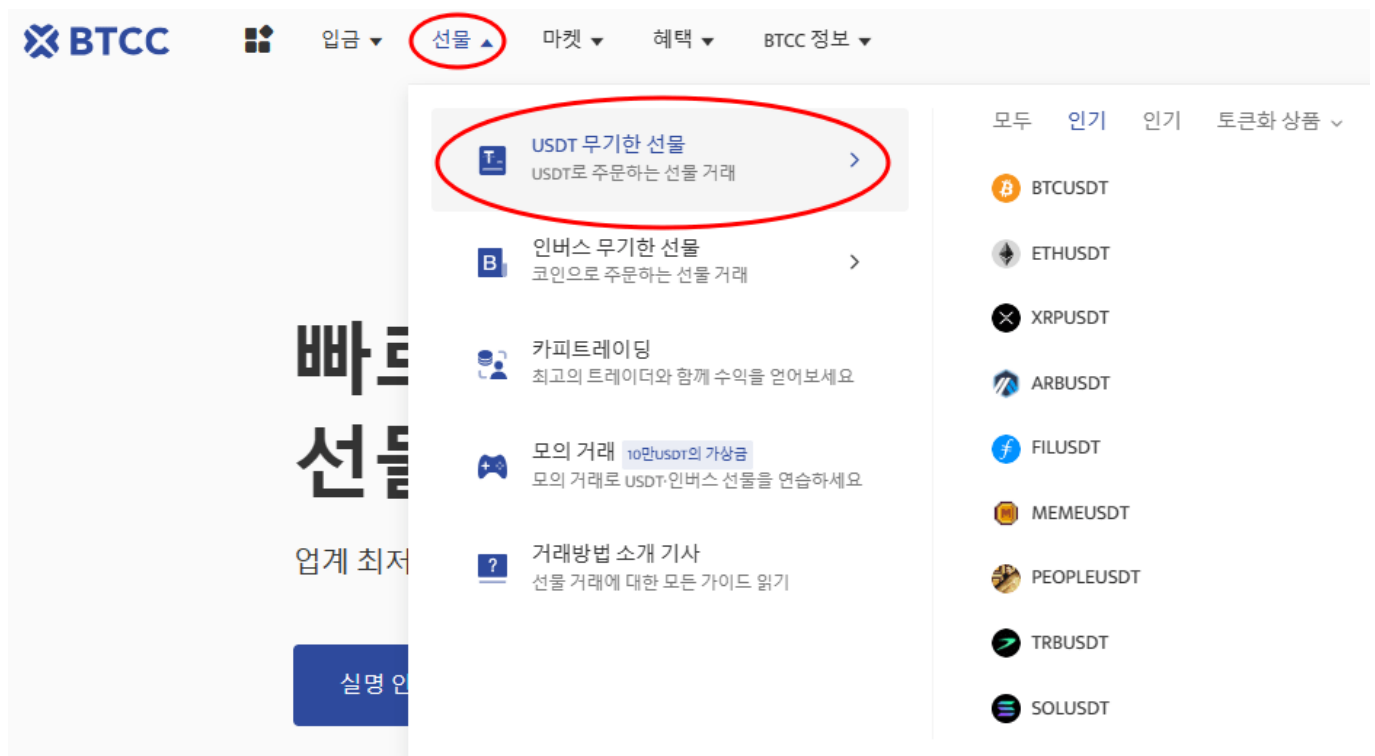 BTCC
입금 ▼
선물 ▲
마켓 ▼
혜택 ▼
BTCC 정보 ▼
USDT 무기한 선물
USDT로 주문하는 선물 거래
인버스 무기한 선물
코인으로 주문하는 선물 거래
카피트레이딩
최고의 트레이더와 함께 수익을 얻어보세요
모의 거래 10만USDT의 가상금
모의 거래로 USDT·인버스 선물을 연습하세요
거래방법 소개 기사
선물 거래에 대한 모든 가이드 읽기
모두 인기 인기 토큰화 상품
BTCUSDT
ETHUSDT
XRPUSDT
ARBUSDT
FILUSDT
MEMEUSDT
PEOPLEUSDT
TRBUSDT
SOLUSDT
빠르
선물
업계 최저
실명 인